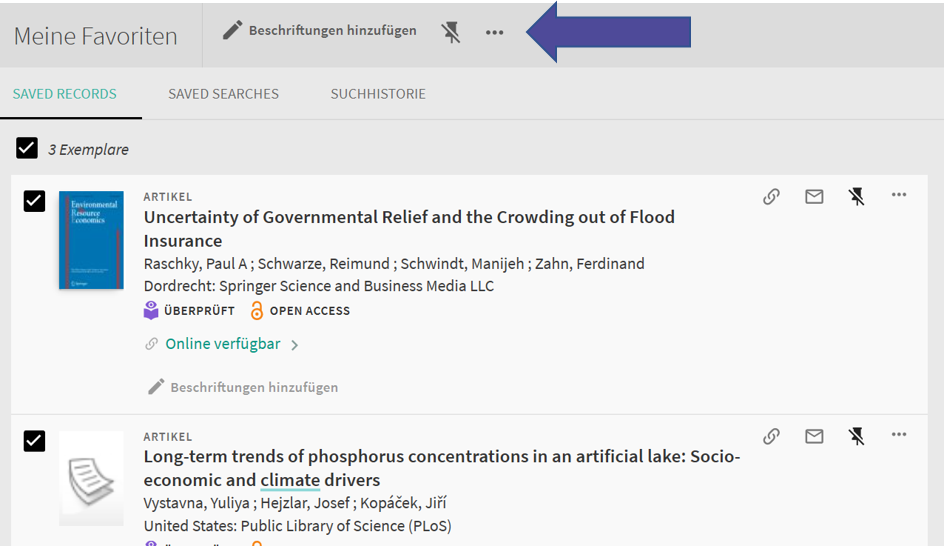 Meine Favoriten
Beschriftungen hinzufügen
SAVED RECORDS
SAVED SEARCHES
SUCHHISTORIE
3 Exemplare
Environmental
Resource
Economics
ARTIKEL
Uncertainty of Governmental Relief and the Crowding out of Flood
Insurance
Raschky, Paul A ; Schwarze, Reimund ; Schwindt, Manijeh ; Zahn, Ferdinand
Dordrecht: Springer Science and Business Media LLC
ÜBERPRÜFT OPEN ACCESS
Online verfügbar
Beschriftungen hinzufügen
ARTIKEL
Long-term trends of phosphorus concentrations in an artificial lake: Socio-
economic and climate drivers
Vystavna, Yuliya ; Hejzlar, Josef ; Kopáček, Jiří
United States: Public Library of Science (PLoS)